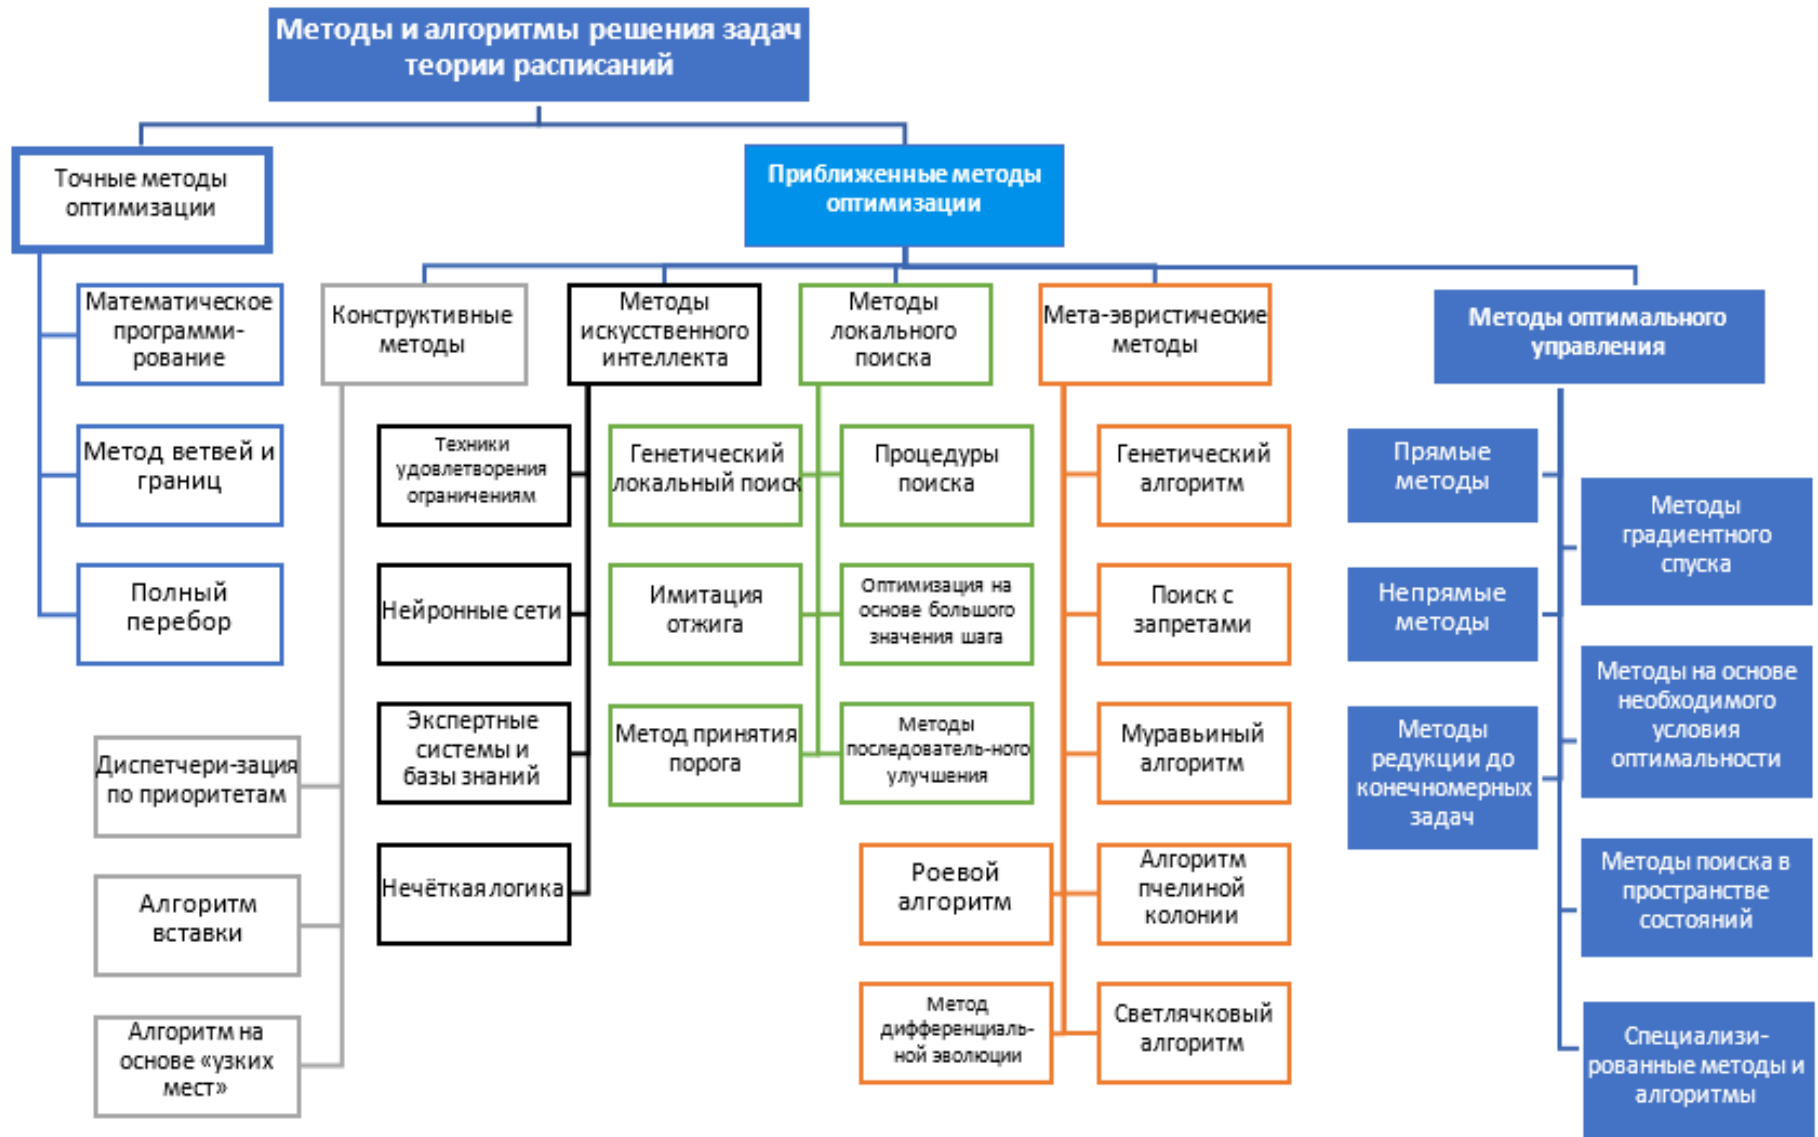 Методы и алгоритмы решения задач
теории расписаний
Точные методы
оптимизации
Приближенные методы
оптимизации
Математическое
программи-
рование
Метод ветвей и
границ
Полный
перебор
Конструктивные
методы
Диспетчери-зация
по приоритетам
Алгоритм
вставки
Алгоритм на
основе «узких
мест»
Методы
искусственного
интеллекта
Техники
удовлетворения
ограничениям
Нейронные сети
Экспертные
системы и
базы знаний
Нечёткая логика
Методы
локального
поиска
Генетический
локальный поиск
Процедуры
поиска
Имитация
отжига
Оптимизация на
основе большого
значения шага
Метод принятия
порога
Методы
последователь-ного
улучшения
Мета-эвристические
методы
Генетический
алгоритм
Поиск с
запретами
Муравьиный
алгоритм
Роевой
алгоритм
Алгоритм
пчелиной
колонии
Метод
дифференциаль-
ной эволюции
Светлячковый
алгоритм
Методы оптимального
управления
Прямые
методы
Методы
градиентного
спуска
Непрямые
методы
Методы на основе
необходимого
условия
оптимальности
Методы
редукции до
конечномерных
задач
Методы поиска в
пространстве
состояний
Специализи-
рованные методы и
алгоритмы